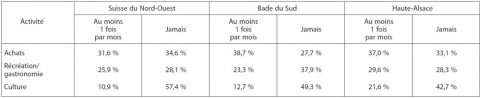 Activité Suisse du Nord-Ouest Bade du Sud Haute-Alsace
Au moins 1 fois par mois Jamais Au moins 1 fois par mois Jamais Au moins 1 fois par mois Jamais
Achats 31,6 % 34,6 % 38,7 % 27,7 % 37,0 % 33,1 %
Récréation/gastronomie 25,9 % 28,1 % 23,3 % 37,9 % 29,6 % 28,3 %
Culture 10,9 % 57,4 % 12,7 % 49,3 % 21,6 % 42,7 %